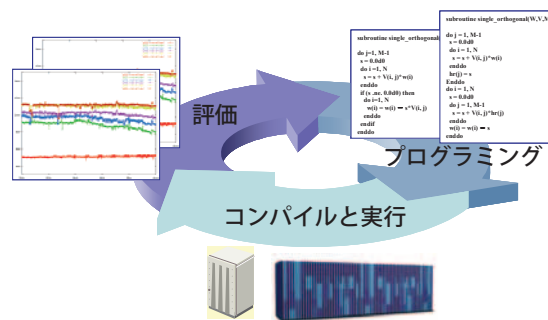 評価
subroutine single_orthogonal
do j=1, M-1
s = 0.0d0
do i=1, N
s = s + V(i, j)*w(i)
enddo
if (s .ne. 0.0d0) then
do i=1, N
w(i) = w(i) ー s*V(i, j)
enddo
endif
enddo
subroutine single_orthogonal(W,V,M
do j = 1, M-1
s = 0.0d0
do i = 1, N
s = s + V(i, j)*w(i)
enddo
hr(j) = s
Enddo
do i = 1, N
s = 0.0d0
do j = 1, M-1
s = s + V(i, j)*hr(j)
enddo
w(i) = w(i) ー s
enddo
プログラミング
コンパイルと実行